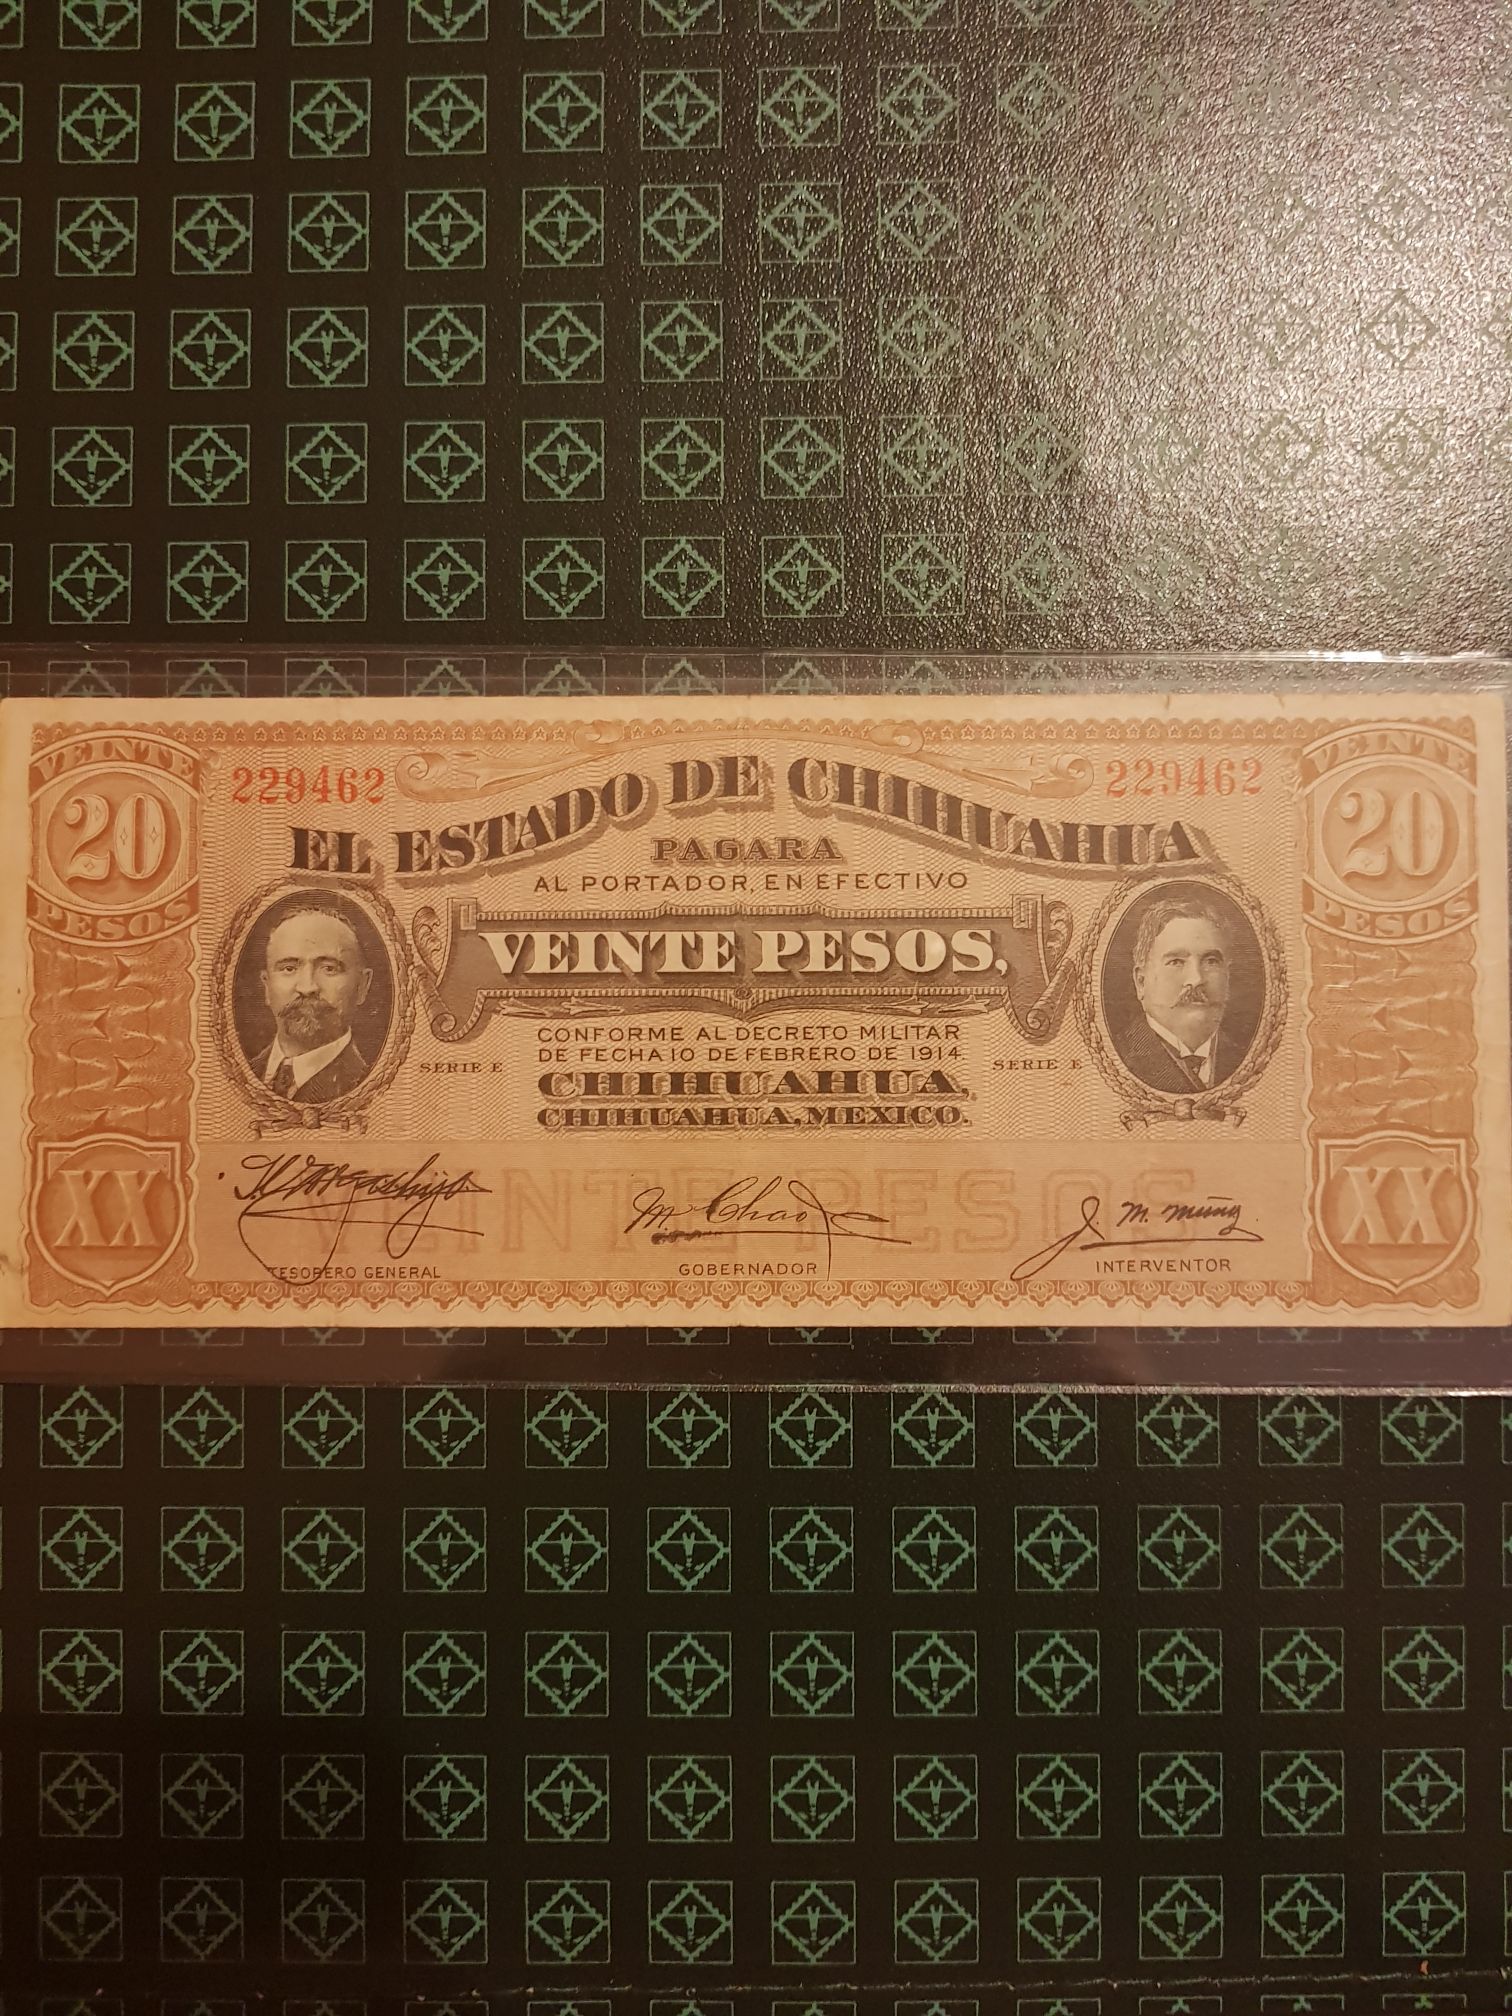 VEINTE 20 PESOS
VEINTE 20 PESOS
229462 229462
EL ESTADO DE CHIHUAHUA
PAGARA
AL PORTADOR, EN EFECTIVO
VEINTE PESOS,
CONFORME AL DECRETO MILITAR
DE FECHA 10 DE FEBRERO DE 1914.
SERIE E SERIE E
CHIHUAHUA,
CHIHUAHUA, MEXICO.
VEINTE PESOS
XX XX
M. Chao J. M. Muñoz
TESORERO GENERAL GOBERNADOR INTERVENTOR